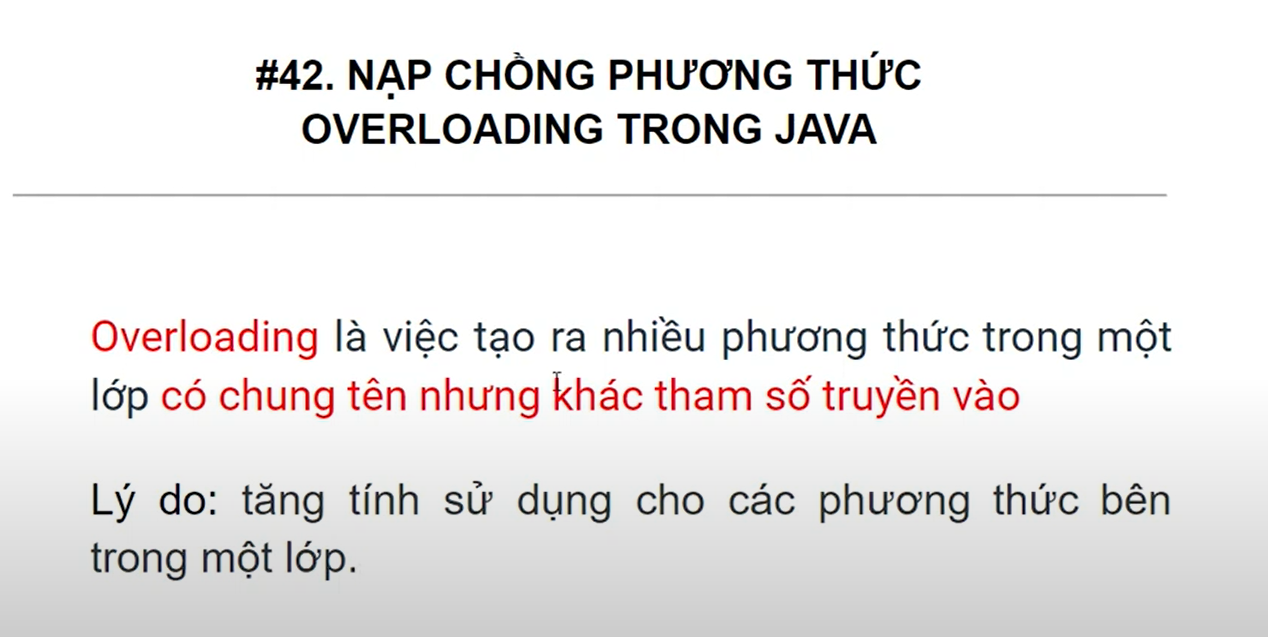 #42. NẠP CHỒNG PHƯƠNG THỨC
OVERLOADING TRONG JAVA
Overloading là việc tạo ra nhiều phương thức trong một
lớp có chung tên nhưng khác tham số truyền vào
Lý do: tăng tính sử dụng cho các phương thức bên
trong một lớp.